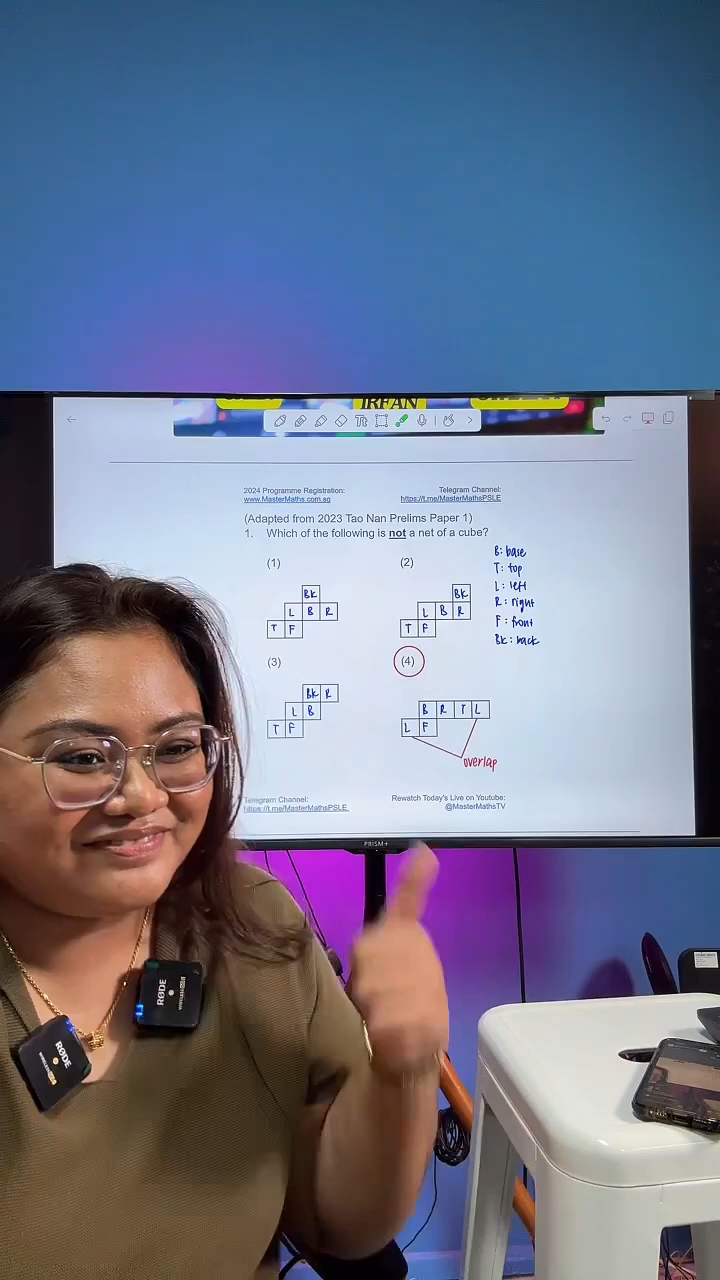 IRFAN
Tt
2024 Programme Registration:
www.MasterMaths.com.sg
Telegram Channel:
https://t.me/MasterMathsPSLE
(Adapted from 2023 Tao Nan Prelims Paper 1)
1. Which of the following is not a net of a cube?
(1)
Bk
L B R
T F
(2)
Bk
L B R
T F
B: base
T: top
L: left
R: right
F: front
Bk: back
(3)
Bk R
L B
T F
(4)
B R T L
L F
overlap
Telegram Channel:
https://t.me/MasterMathsPSLE
Rewatch Today's Live on Youtube:
@MasterMathsTV
PRISM+
RØDE
RØDE